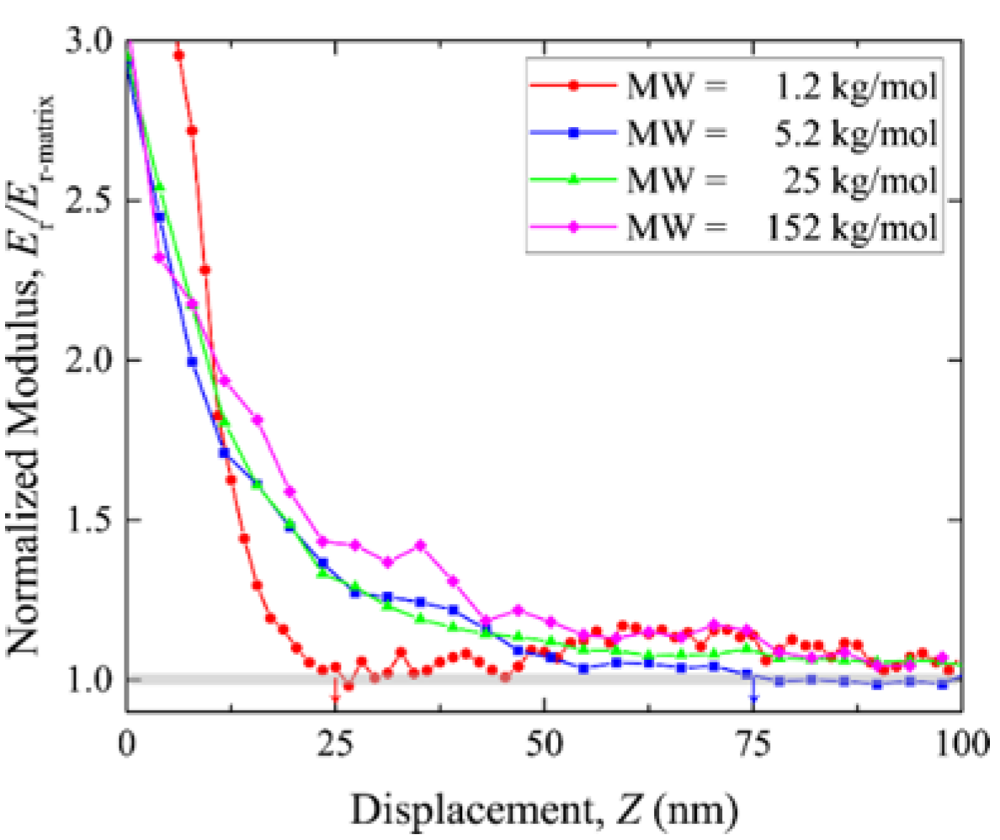 Normalized Modulus, Er/Er-matrix
3.0
2.5
2.0
1.5
1.0
MW = 1.2 kg/mol
MW = 5.2 kg/mol
MW = 25 kg/mol
MW = 152 kg/mol
0 25 50 75 100
Displacement, Z (nm)